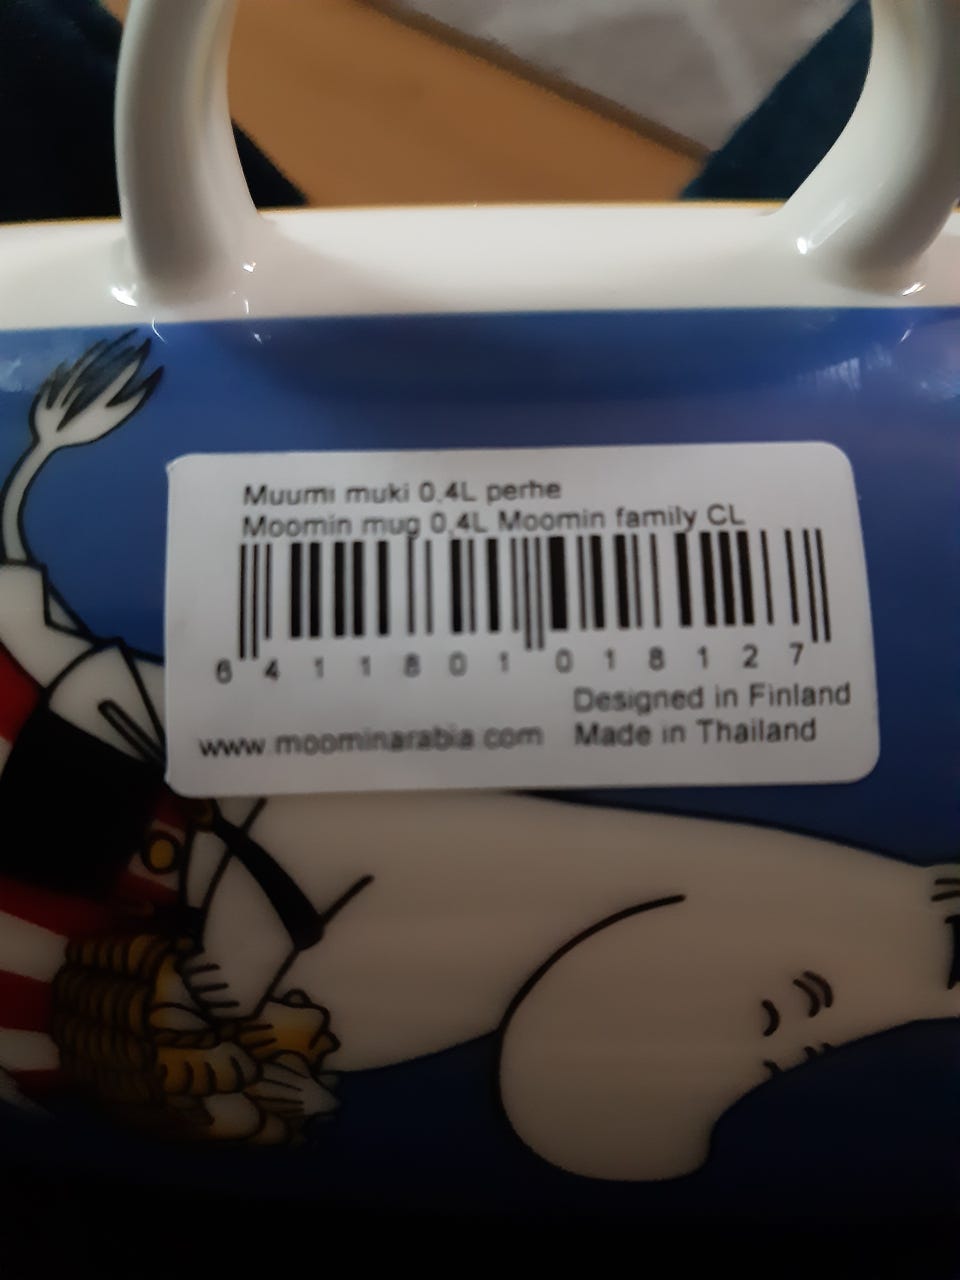 Muumi muki 0,4L perhe
Moomin mug 0,4L Moomin family CL
6 411801 018127
Designed in Finland
www.moominarabia.com Made in Thailand